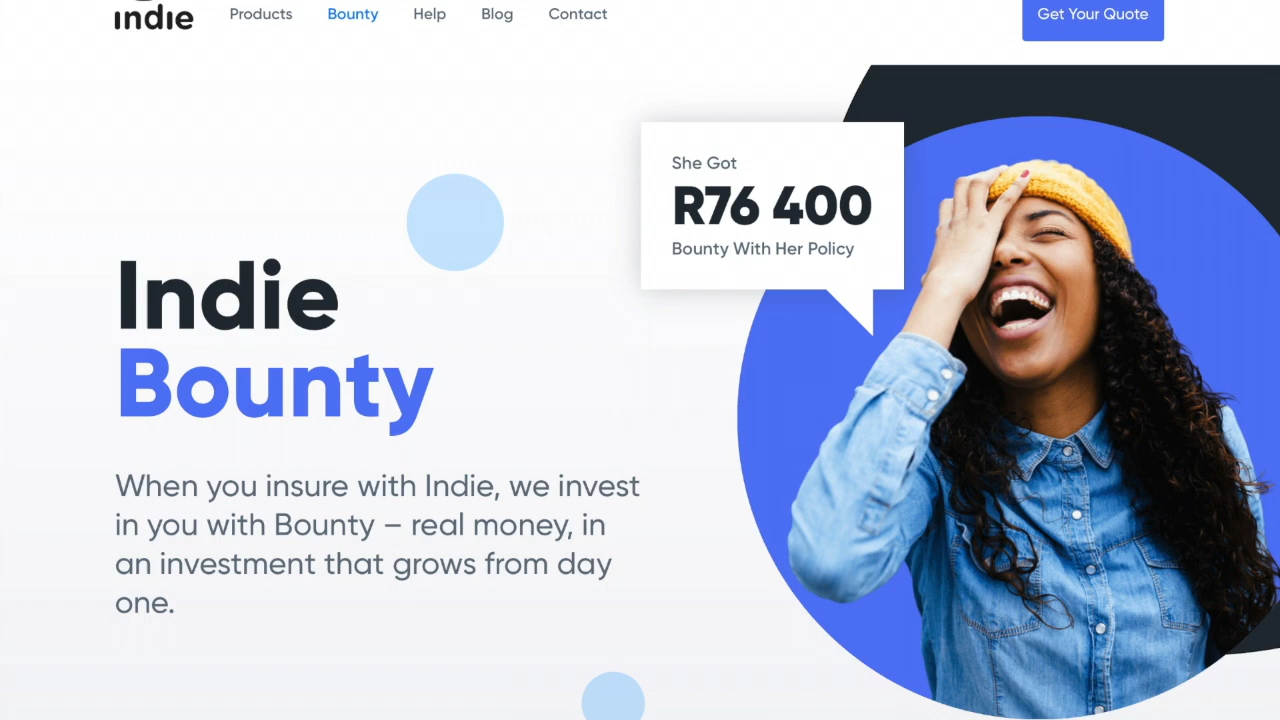 indie
Products
Bounty
Help
Blog
Contact
Get Your Quote
She Got
R76 400
Bounty With Her Policy
Indie
Bounty
When you insure with Indie, we invest
in you with Bounty – real money, in
an investment that grows from day
one.